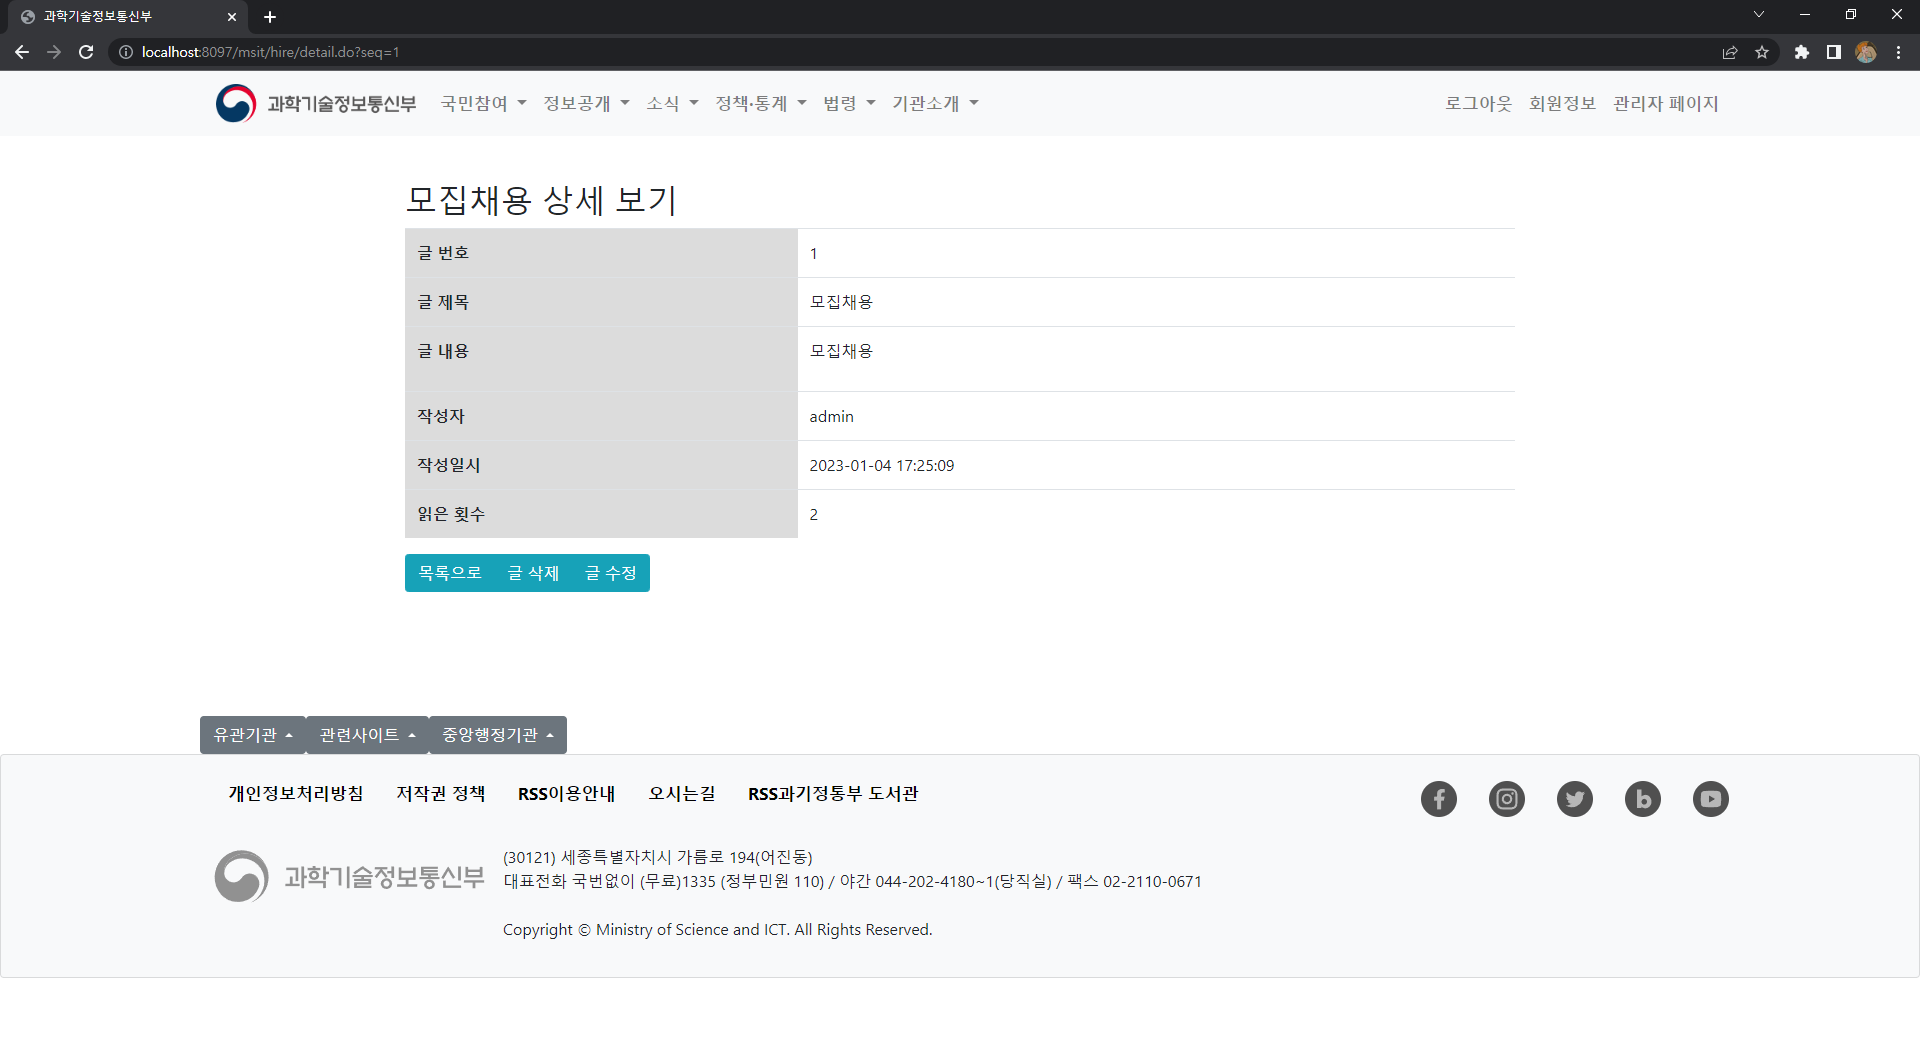 과학기술정보통신부
localhost:8097/msit/hire/detail.do?seq=1
과학기술정보통신부 국민참여 정보공개 소식 정책·통계 법령 기관소개 로그아웃 회원정보 관리자 페이지
모집채용 상세 보기
글 번호 1
글 제목 모집채용
글 내용 모집채용
작성자 admin
작성일시 2023-01-04 17:25:09
읽은 횟수 2
목록으로 글 삭제 글 수정
유관기관 관련사이트 중앙행정기관
개인정보처리방침 저작권 정책 RSS이용안내 오시는길 RSS과기정통부 도서관
과학기술정보통신부
(30121) 세종특별자치시 가름로 194(어진동)
대표전화 국번없이 (무료)1335 (정부민원 110) / 야간 044-202-4180~1(당직실) / 팩스 02-2110-0671
Copyright © Ministry of Science and ICT. All Rights Reserved.